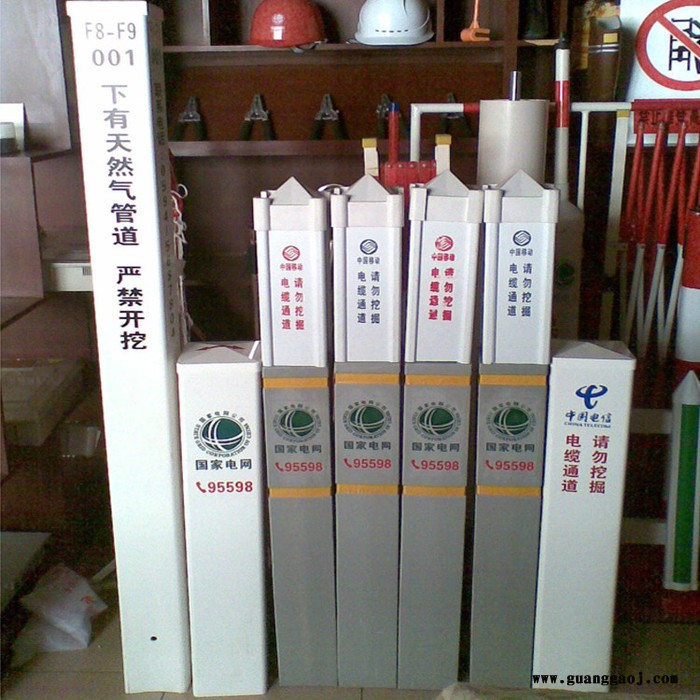 F8-F9
001
下有天然气管道 严禁开挖
国家电网
95598
中国移动
请勿挖掘
电缆通道
国家电网
95598
中国移动
请勿挖掘
电缆通道
国家电网
95598
中国移动
请勿挖掘
电缆通道
国家电网
95598
中国移动
请勿挖掘
电缆通道
国家电网
95598
中国电信
CHINA TELECOM
请勿挖掘
电缆通道
www.guanggaoj.com